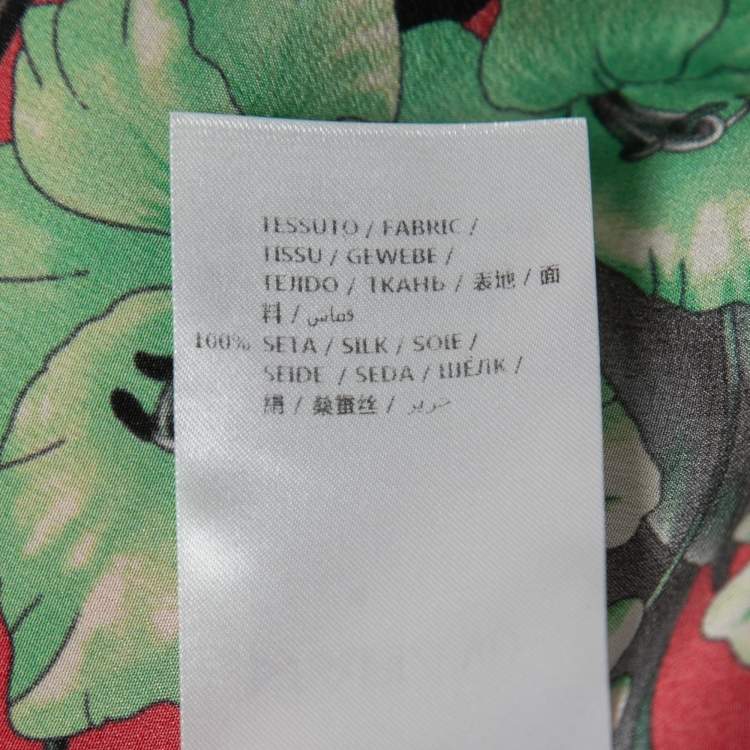 TESSUTO / FABRIC /
TISSU / GEWEBE /
TEJIDO / ТКАНЬ / 表地 / 面
料 / قماش
100% SETA / SILK / SOIE /
SEIDE / SEDA / ШЁЛК /
絹 / 桑蚕丝 / حرير